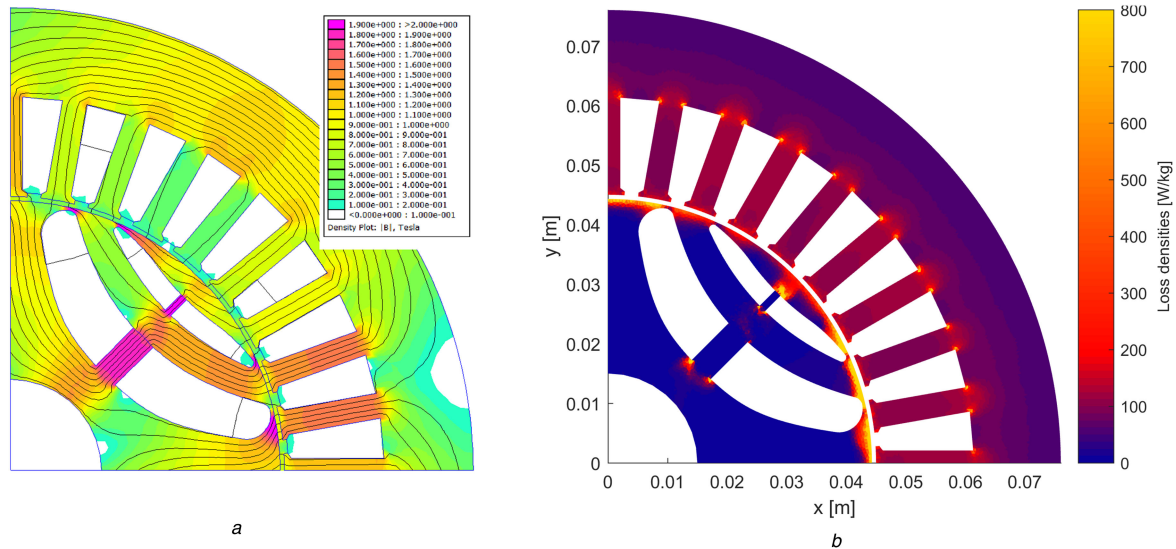 1.900e+000 : >2.000e+000
1.800e+000 : 1.900e+000
1.700e+000 : 1.800e+000
1.600e+000 : 1.700e+000
1.500e+000 : 1.600e+000
1.400e+000 : 1.500e+000
1.300e+000 : 1.400e+000
1.200e+000 : 1.300e+000
1.100e+000 : 1.200e+000
1.000e+000 : 1.100e+000
9.000e-001 : 1.000e+000
8.000e-001 : 9.000e-001
7.000e-001 : 8.000e-001
6.000e-001 : 7.000e-001
5.000e-001 : 6.000e-001
4.000e-001 : 5.000e-001
3.000e-001 : 4.000e-001
2.000e-001 : 3.000e-001
1.000e-001 : 2.000e-001
<0.000e+000 : 1.000e-001
Density Plot: |B|, Tesla
a
0.07
0.06
0.05
0.04
0.03
0.02
0.01
0
y [m]
0 0.01 0.02 0.03 0.04 0.05 0.06 0.07
x [m]
800
700
600
500
400
300
200
100
0
Loss densities [W/kg]
b